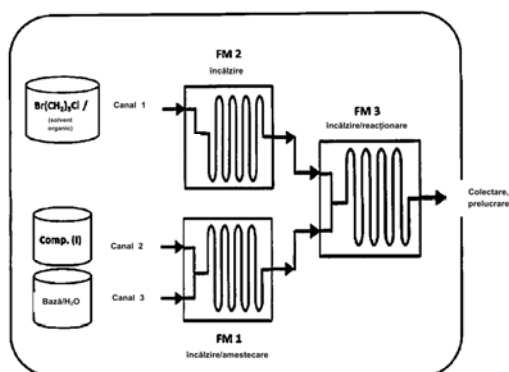 FM 2
încălzire
Br(CH₂)₃Cl /
(solvent
organic)
Canal 1
FM 3
încălzire/reacționare
Colectare,
prelucrare
Comp. (I)
Canal 2
Bază/H₂O
Canal 3
FM 1
încălzire/amestecare